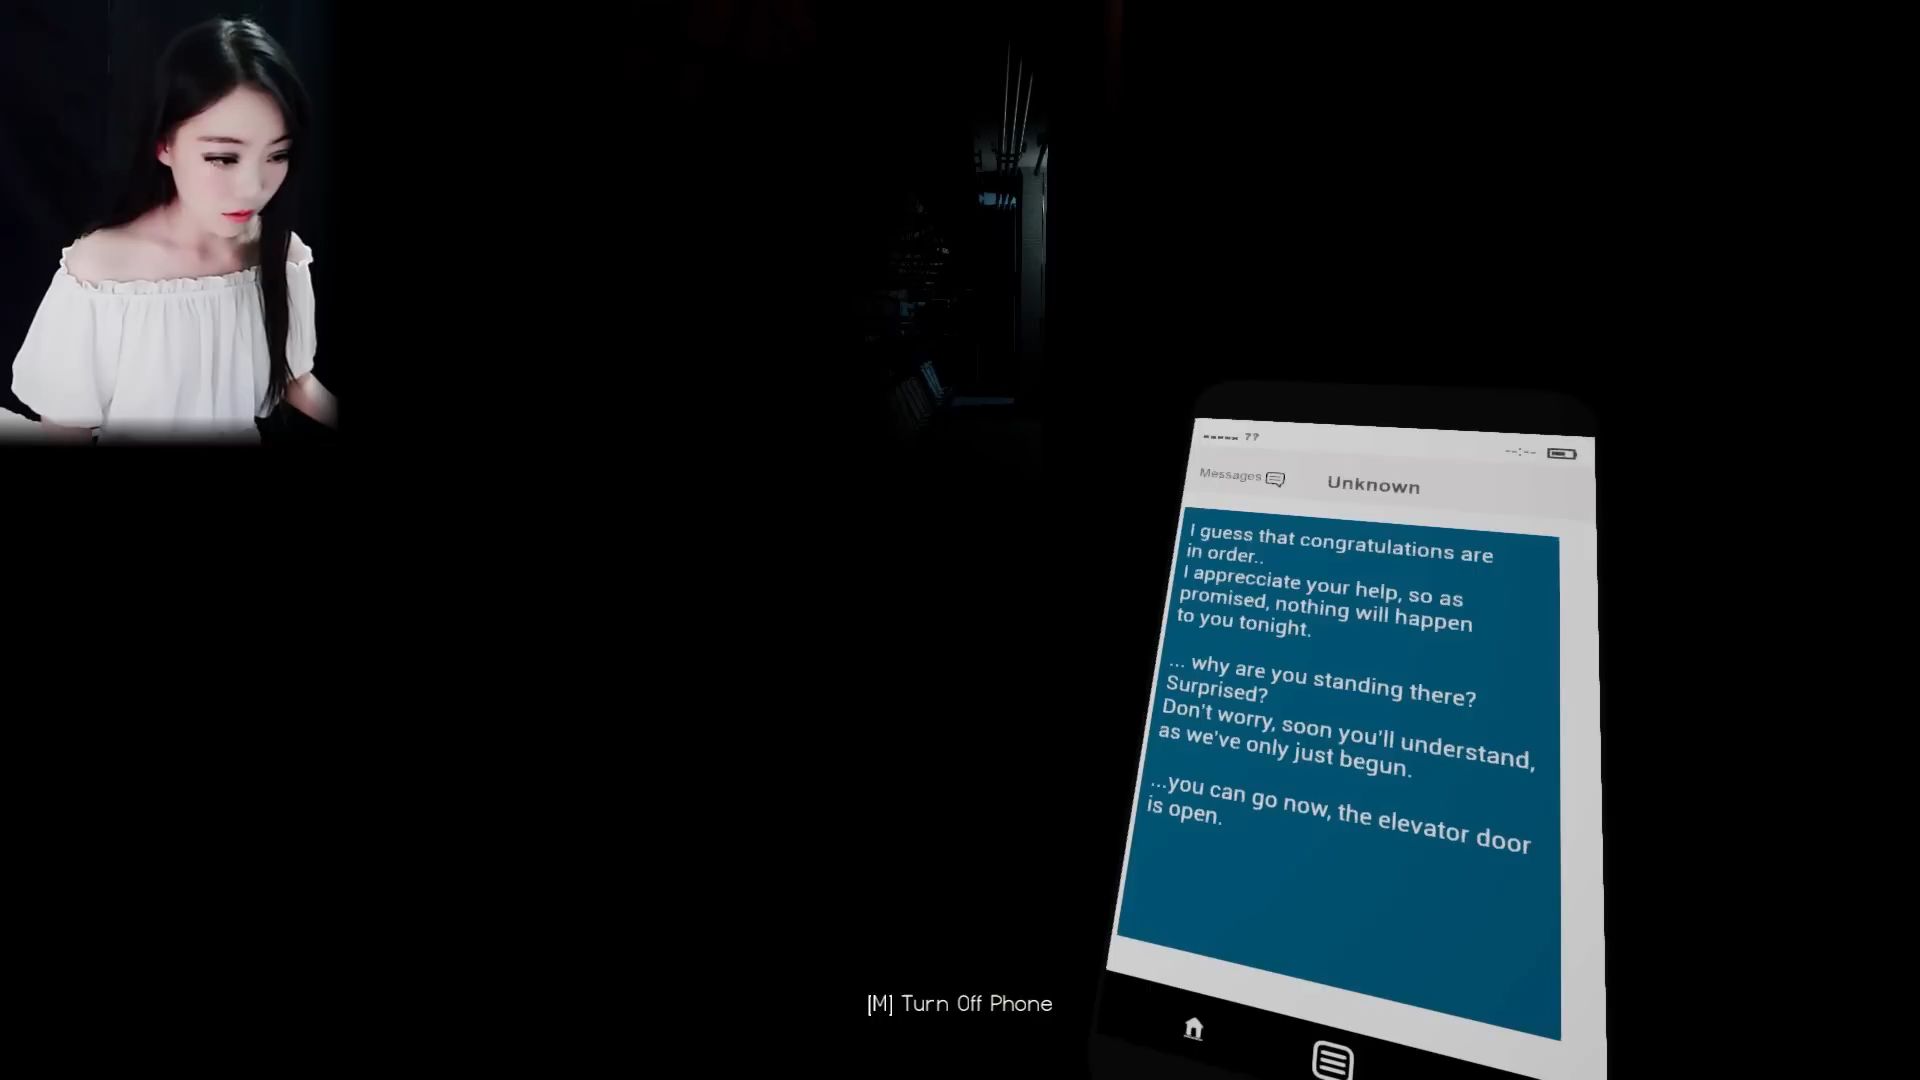 ----- ??
--:--
Messages
Unknown
I guess that congratulations are
in order..
I apprecciate your help, so as
promised, nothing will happen
to you tonight.
... why are you standing there?
Surprised?
Don't worry, soon you'll understand,
as we've only just begun.
...you can go now, the elevator door
is open.
[M] Turn Off Phone